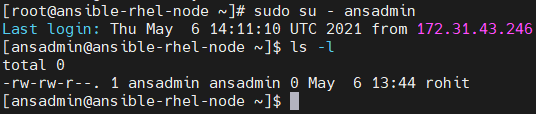 [root@ansible-rhel-node ~]# sudo su - ansadmin
Last login: Thu May  6 14:11:10 UTC 2021 from 172.31.43.246
[ansadmin@ansible-rhel-node ~]$ ls -l
total 0
-rw-rw-r--. 1 ansadmin ansadmin 0 May  6 13:44 rohit
[ansadmin@ansible-rhel-node ~]$